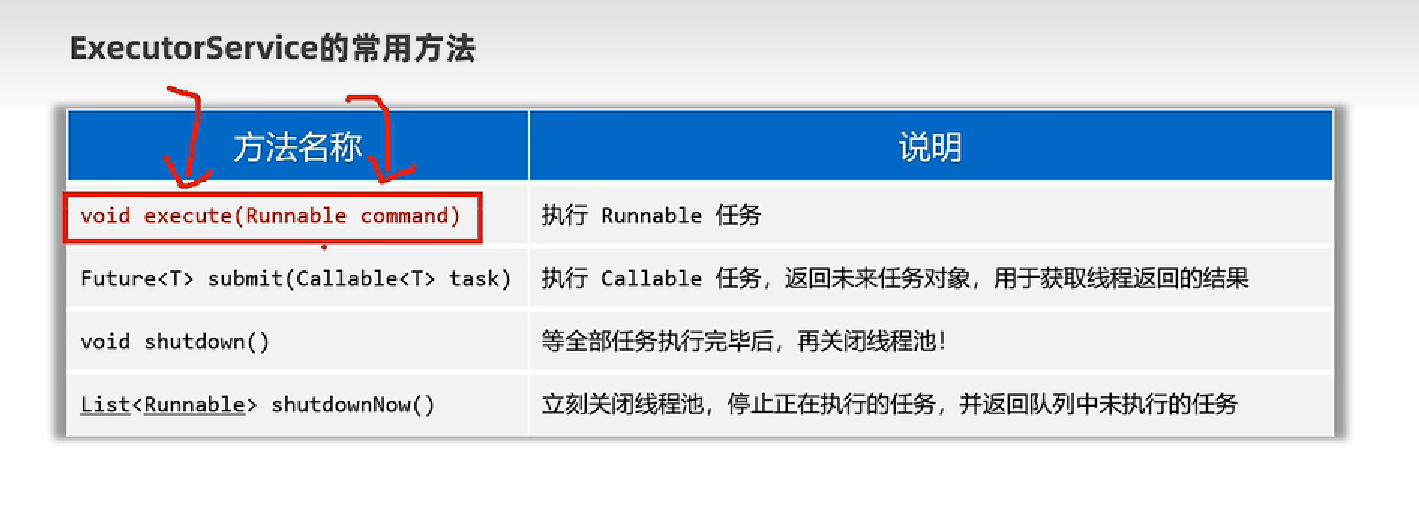 ExecutorService的常用方法
方法名称 说明
void execute(Runnable command) 执行 Runnable 任务
Future<T> submit(Callable<T> task) 执行 Callable 任务，返回未来任务对象，用于获取线程返回的结果
void shutdown() 等全部任务执行完毕后，再关闭线程池！
List<Runnable> shutdownNow() 立刻关闭线程池，停止正在执行的任务，并返回队列中未执行的任务